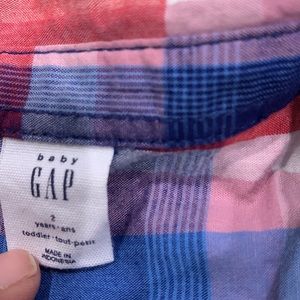 baby
GAP
2
years·ans
toddler·tout-petit
MADE IN
INDONESIA